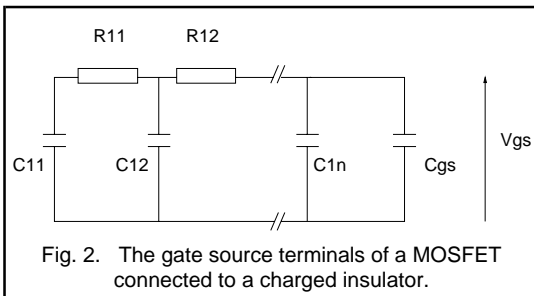 R11 R12
C11 C12 C1n Cgs Vgs
Fig. 2. The gate source terminals of a MOSFET
connected to a charged insulator.